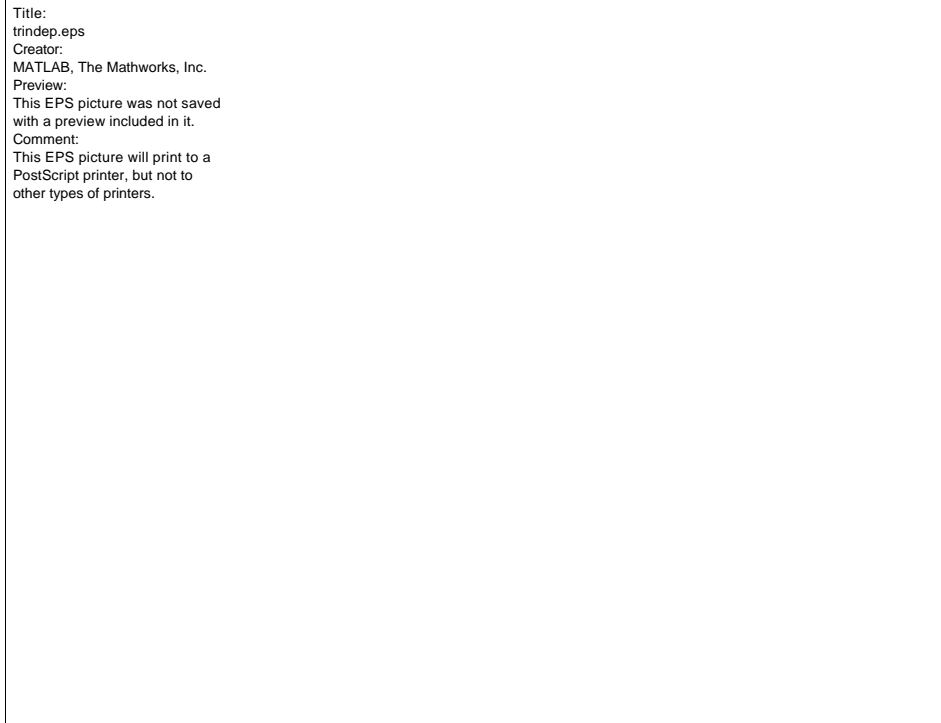 Title:
trindep.eps
Creator:
MATLAB, The Mathworks, Inc.
Preview:
This EPS picture was not saved
with a preview included in it.
Comment:
This EPS picture will print to a
PostScript printer, but not to
other types of printers.